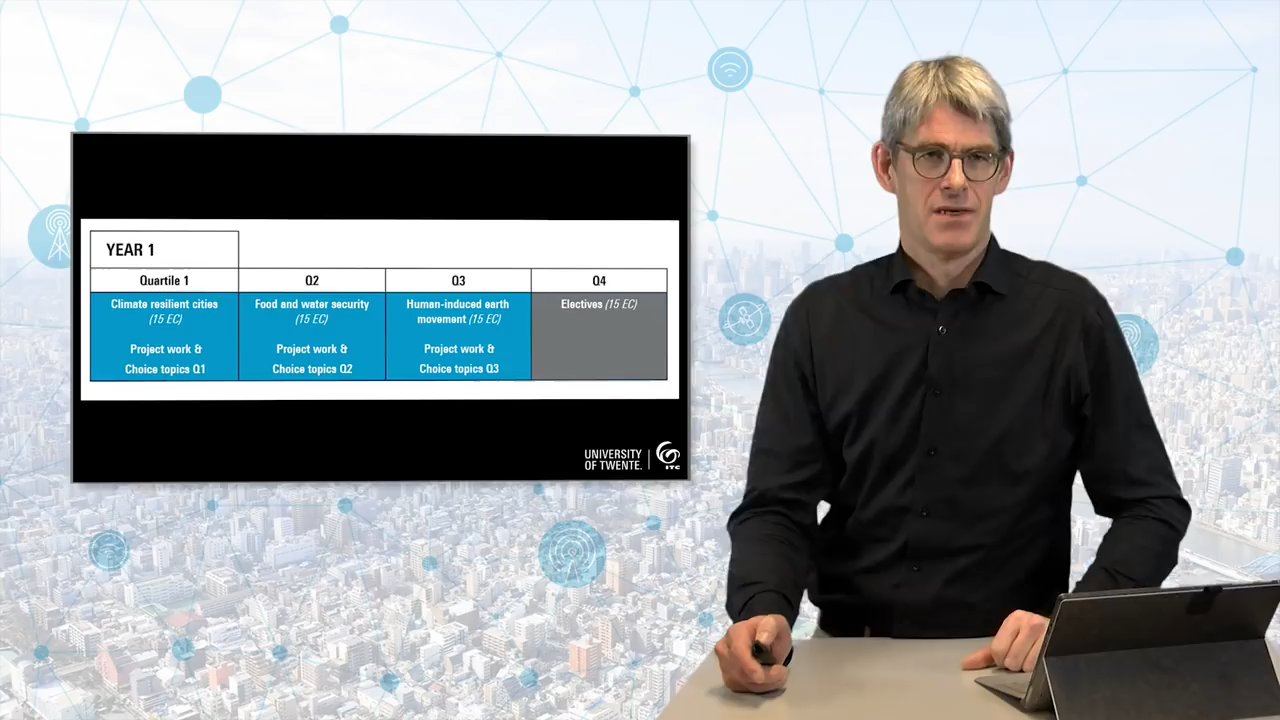 YEAR 1
Quartile 1
Q2
Q3
Q4
Climate resilient cities
(15 EC)
Project work &
Choice topics Q1
Food and water security
(15 EC)
Project work &
Choice topics Q2
Human-induced earth
movement (15 EC)
Project work &
Choice topics Q3
Electives (15 EC)
UNIVERSITY
OF TWENTE.
ITC